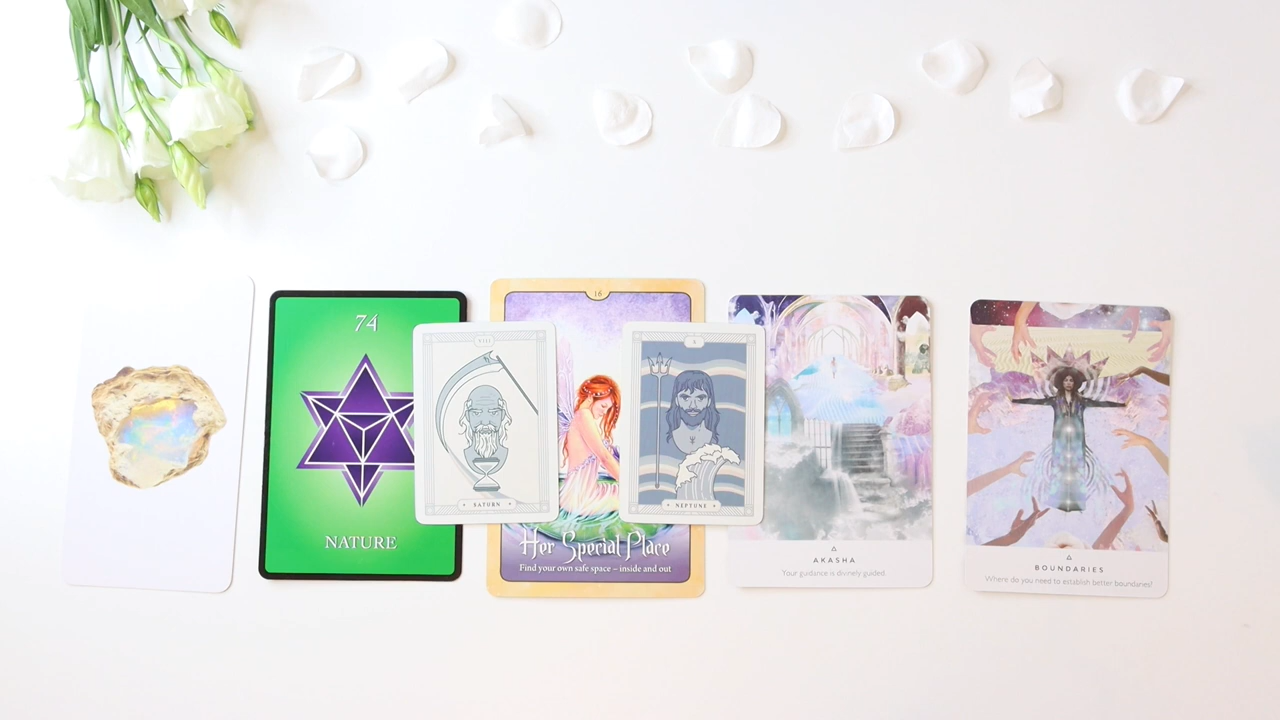 74
NATURE
VIII
SATURN
16
Her Special Place
Find your own safe space – inside and out
X
NEPTUNE
AKASHA
Your guidance is divinely guided.
BOUNDARIES
Where do you need to establish better boundaries?